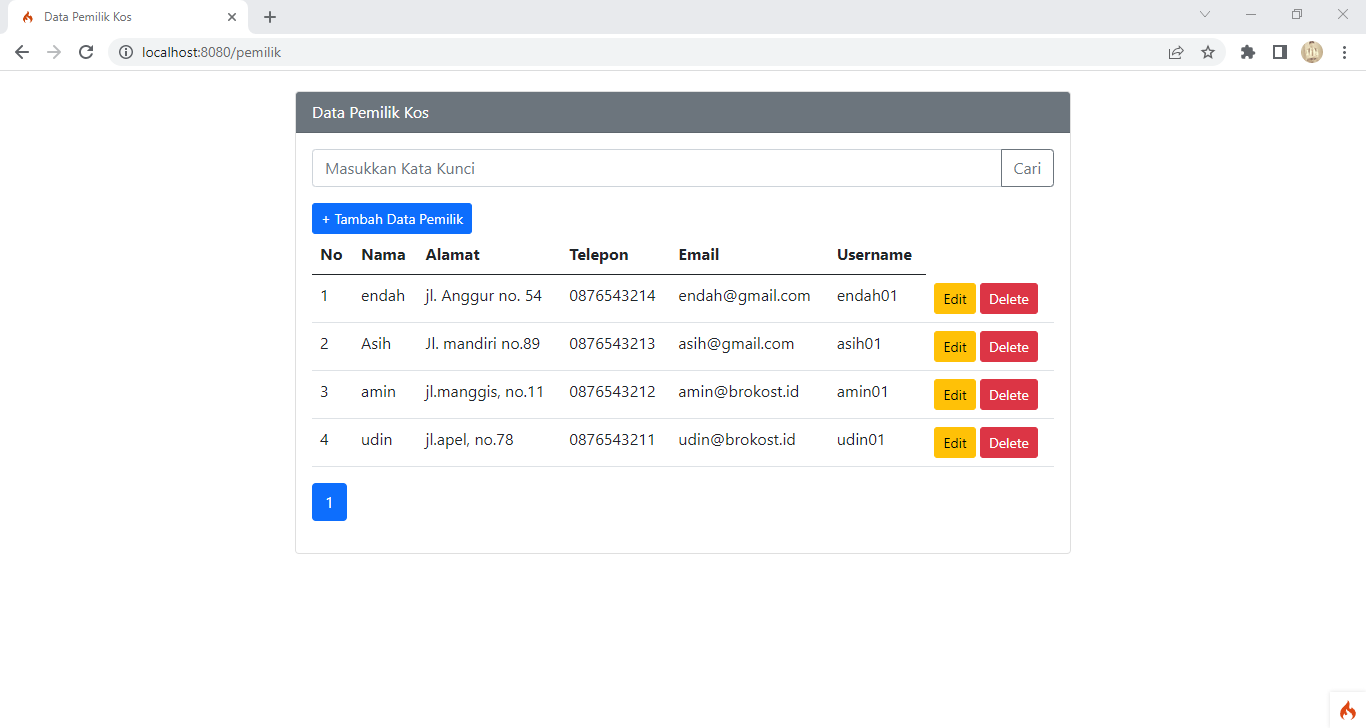 Data Pemilik Kos
localhost:8080/pemilik
Data Pemilik Kos
Masukkan Kata Kunci Cari
+ Tambah Data Pemilik
No Nama Alamat Telepon Email Username
1 endah jl. Anggur no. 54 0876543214 endah@gmail.com endah01 Edit Delete
2 Asih Jl. mandiri no.89 0876543213 asih@gmail.com asih01 Edit Delete
3 amin jl.manggis, no.11 0876543212 amin@brokost.id amin01 Edit Delete
4 udin jl.apel, no.78 0876543211 udin@brokost.id udin01 Edit Delete
1